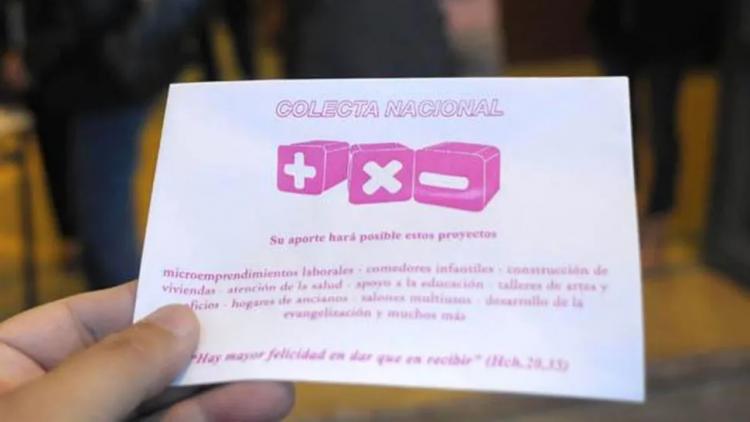 COLECTA NACIONAL
+ × −
Su aporte hará posible estos proyectos
microemprendimientos laborales · comedores infantiles · construcción de
viviendas · atención de la salud · apoyo a la educación · talleres de artes y
oficios · hogares de ancianos · salones multiusos · desarrollo de la
evangelización y muchos más
"Hay mayor felicidad en dar que en recibir" (Hch.20,35)